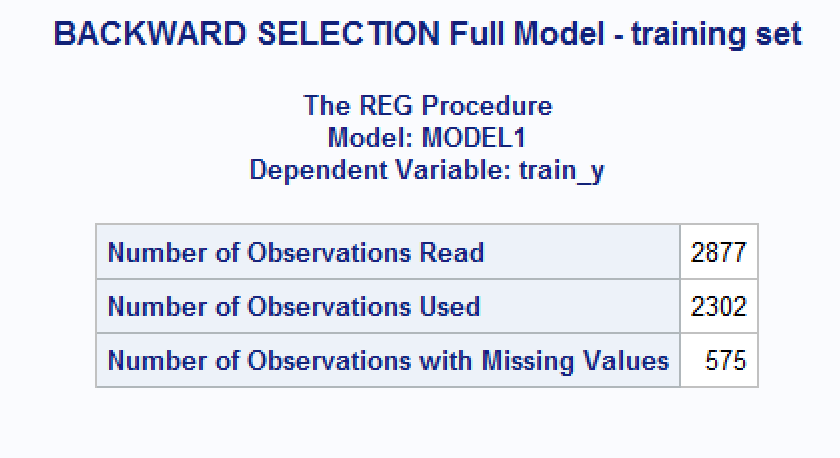 BACKWARD SELECTION Full Model - training set
The REG Procedure
Model: MODEL1
Dependent Variable: train_y
Number of Observations Read 2877
Number of Observations Used 2302
Number of Observations with Missing Values 575